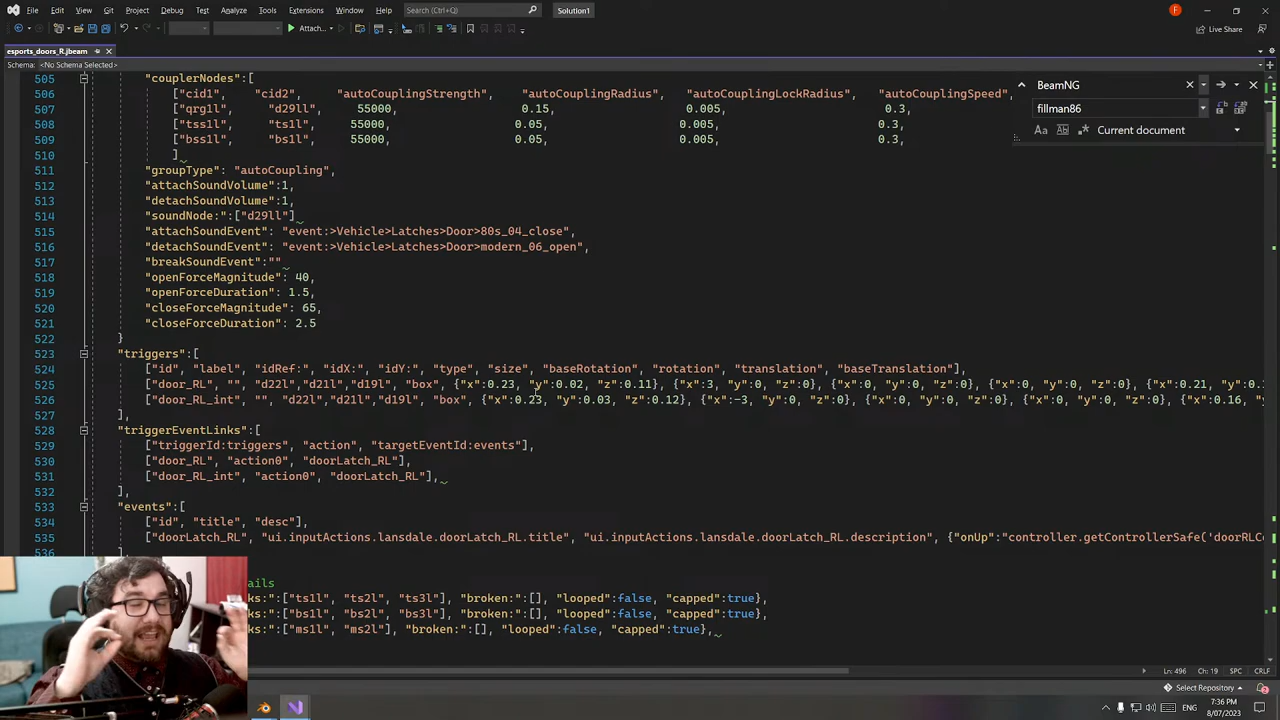 File Edit View Git Project Debug Test Analyze Tools Extensions Window Help Search (Ctrl+Q) Solution1
Attach... Live Share
esports_doors_R.jbeam
Schema: <No Schema Selected>
BeamNG
fillman86
Aa Current document
505 "couplerNodes":[
506 ["cid1", "cid2", "autoCouplingStrength", "autoCouplingRadius", "autoCouplingLockRadius", "autoCouplingSpeed",
507 ["qrg1l", "d29ll", 55000, 0.15, 0.005, 0.3,
508 ["tss1l", "ts1l", 55000, 0.05, 0.005, 0.3,
509 ["bss1l", "bs1l", 55000, 0.05, 0.005, 0.3,
510 ]
511 "groupType": "autoCoupling",
512 "attachSoundVolume":1,
513 "detachSoundVolume":1,
514 "soundNode:":["d29ll"]
515 "attachSoundEvent": "event:>Vehicle>Latches>Door>80s_04_close",
516 "detachSoundEvent": "event:>Vehicle>Latches>Door>modern_06_open",
517 "breakSoundEvent":""
518 "openForceMagnitude": 40,
519 "openForceDuration": 1.5,
520 "closeForceMagnitude": 65,
521 "closeForceDuration": 2.5
522 }
523 "triggers":[
524 ["id", "label", "idRef:", "idX:", "idY:", "type", "size", "baseRotation", "rotation", "translation", "baseTranslation"],
525 ["door_RL", "", "d22l","d21l","d19l", "box", {"x":0.23, "y":0.02, "z":0.11}, {"x":3, "y":0, "z":0}, {"x":0, "y":0, "z":0}, {"x":0, "y":0, "z":0}, {"x":0.21,
526 ["door_RL_int", "", "d22l","d21l","d19l", "box", {"x":0.23, "y":0.03, "z":0.12}, {"x":-3, "y":0, "z":0}, {"x":0, "y":0, "z":0}, {"x":0, "y":0, "z":0}, {"x":0.16,
527 ],
528 "triggerEventLinks":[
529 ["triggerId:triggers", "action", "targetEventId:events"],
530 ["door_RL", "action0", "doorLatch_RL"],
531 ["door_RL_int", "action0", "doorLatch_RL"],
532 ],
533 "events":[
534 ["id", "title", "desc"],
535 ["doorLatch_RL", "ui.inputActions.lansdale.doorLatch_RL.title", "ui.inputActions.lansdale.doorLatch_RL.description", {"onUp":"controller.getControllerSafe('doorRLC
536
ails
ks:":["ts1l", "ts2l", "ts3l"], "broken:":[], "looped":false, "capped":true},
ks:":["bs1l", "bs2l", "bs3l"], "broken:":[], "looped":false, "capped":true},
ks:":["ms1l", "ms2l"], "broken:":[], "looped":false, "capped":true},
Ln: 496 Ch: 19 SPC CRLF
Select Repository
ENG 7:36 PM
8/07/2023